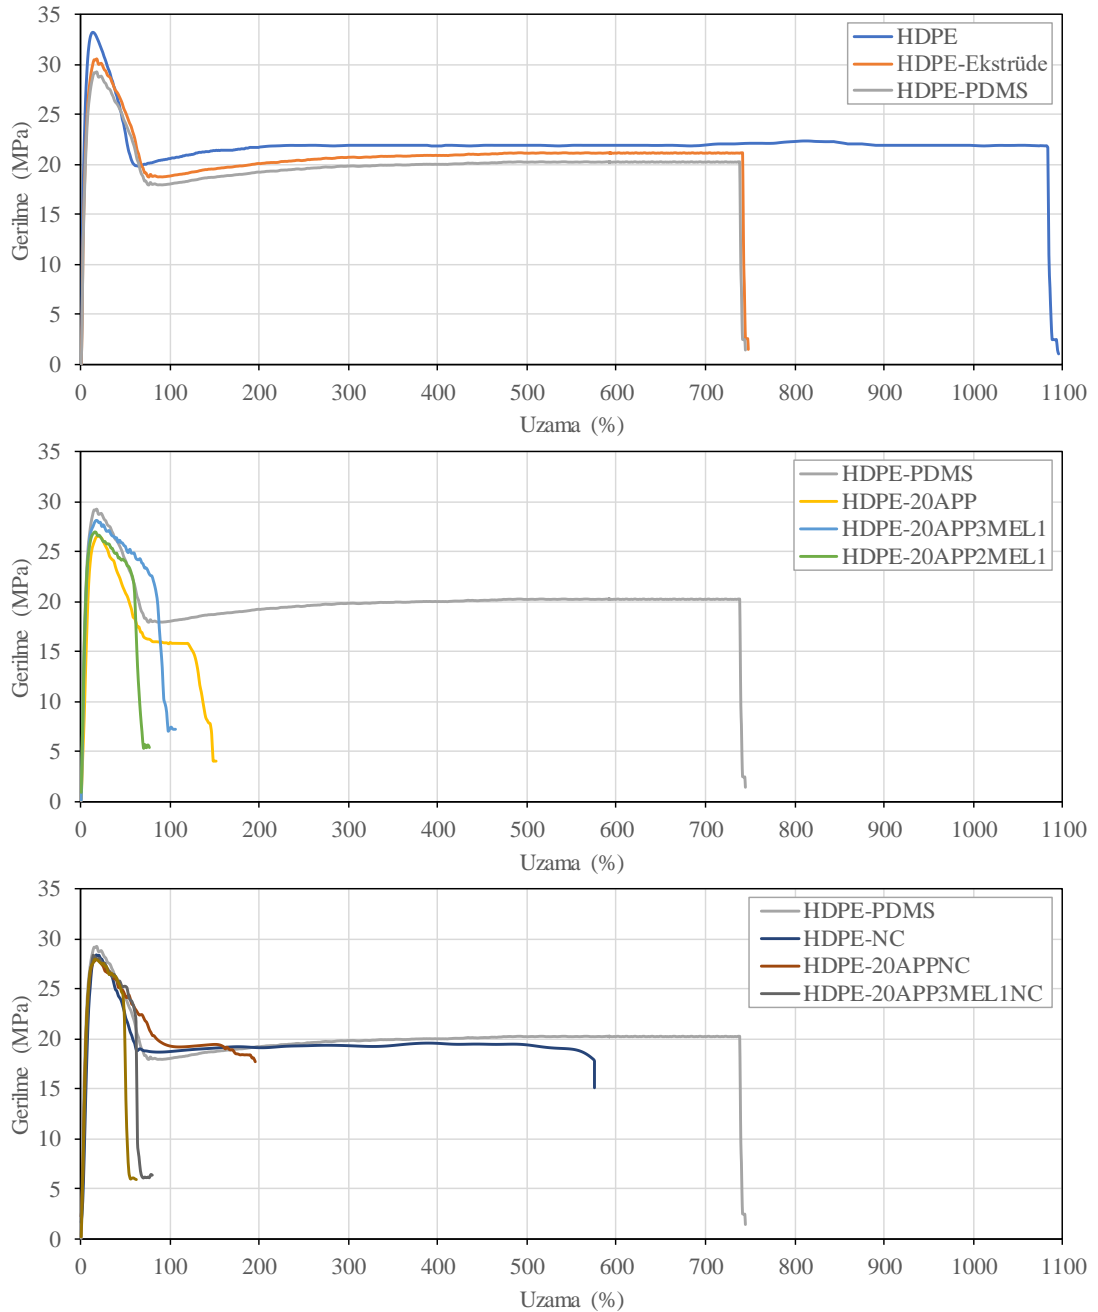 35
30
25
20
15
10
5
0
Gerilme (MPa)
HDPE
HDPE-Ekstrüde
HDPE-PDMS
0 100 200 300 400 500 600 700 800 900 1000 1100
Uzama (%)
35
30
25
20
15
10
5
0
Gerilme (MPa)
HDPE-PDMS
HDPE-20APP
HDPE-20APP3MEL1
HDPE-20APP2MEL1
0 100 200 300 400 500 600 700 800 900 1000 1100
Uzama (%)
35
30
25
20
15
10
5
0
Gerilme (MPa)
HDPE-PDMS
HDPE-NC
HDPE-20APPNC
HDPE-20APP3MEL1NC
0 100 200 300 400 500 600 700 800 900 1000 1100
Uzama (%)